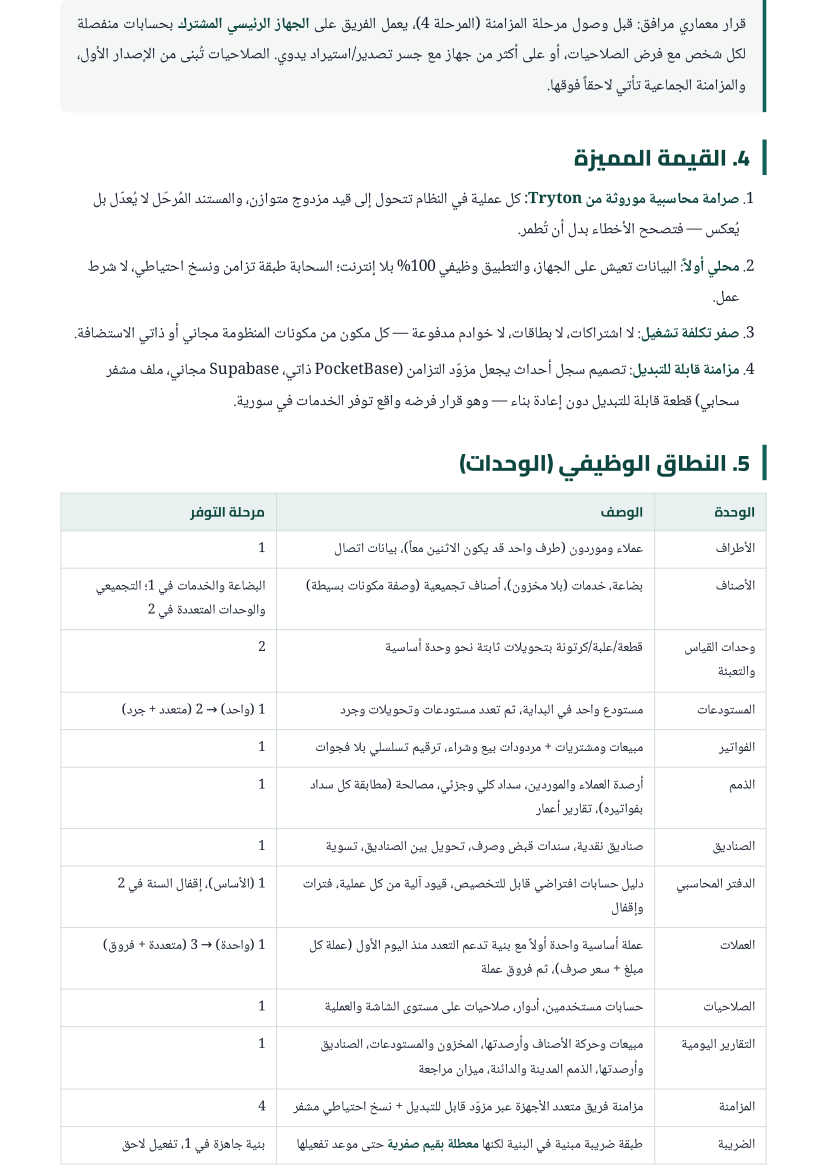 قرار معماري مرافق: قبل وصول مرحلة المزامنة (المرحلة 4)، يعمل الفريق على الجهاز الرئيسي المشترك بحسابات منفصلة
لكل شخص مع فرض الصلاحيات، أو على أكثر من جهاز مع جسر تصدير/استيراد يدوي. الصلاحيات تُبنى من الإصدار الأول،
والمزامنة الجماعية تأتي لاحقاً فوقها.
4. القيمة المميزة
1. صرامة محاسبية موروثة من Tryton: كل عملية في النظام تتحول إلى قيد مزدوج متوازن، والمستند المُرحّل لا يُعدّل بل
يُعكس — فتصحح الأخطاء بدل أن تُطمر.
2. محلي أولاً: البيانات تعيش على الجهاز، والتطبيق وظيفي 100% بلا إنترنت؛ السحابة طبقة تزامن ونسخ احتياطي، لا شرط
عمل.
3. صفر تكلفة تشغيل: لا اشتراكات، لا بطاقات، لا خوادم مدفوعة — كل مكون من مكونات المنظومة مجاني أو ذاتي الاستضافة.
4. مزامنة قابلة للتبديل: تصميم سجل أحداث يجعل مزوّد التزامن (PocketBase ذاتي، Supabase مجاني، ملف مشفر
سحابي) قطعة قابلة للتبديل دون إعادة بناء — وهو قرار فرضه واقع توفر الخدمات في سورية.
5. النطاق الوظيفي (الوحدات)
الوحدة الوصف مرحلة التوفر
الأطراف عملاء وموردون (طرف واحد قد يكون الاثنين معاً)، بيانات اتصال 1
الأصناف بضاعة، خدمات (بلا مخزون)، أصناف تجميعية (وصفة مكونات بسيطة) البضاعة والخدمات في 1؛ التجميعي
والوحدات المتعددة في 2
وحدات القياس قطعة/علبة/كرتونة بتحويلات ثابتة نحو وحدة أساسية 2
والتعبئة
المستودعات مستودع واحد في البداية، ثم تعدد مستودعات وتحويلات وجرد 1 (واحد) → 2 (متعدد + جرد)
الفواتير مبيعات ومشتريات + مردودات بيع وشراء، ترقيم تسلسلي بلا فجوات 1
الذمم أرصدة العملاء والموردين، سداد كلي وجزئي، مصالحة (مطابقة كل سداد 1
بفواتيره)، تقارير أعمار
الصناديق صناديق نقدية، سندات قبض وصرف، تحويل بين الصناديق، تسوية 1
الدفتر المحاسبي دليل حسابات افتراضي قابل للتخصيص، قيود آلية من كل عملية، فترات 1 (الأساس)، إقفال السنة في 2
وإقفال
العملات عملة أساسية واحدة أولاً مع بنية تدعم التعدد منذ اليوم الأول (عملة كل 1 (واحدة) → 3 (متعددة + فروق)
مبلغ + سعر صرف)، ثم فروق عملة
الصلاحيات حسابات مستخدمين، أدوار، صلاحيات على مستوى الشاشة والعملية 1
التقارير اليومية مبيعات وحركة الأصناف وأرصدتها، المخزون والمستودعات، الصناديق 1
وأرصدتها، الذمم المدينة والدائنة، ميزان مراجعة
المزامنة مزامنة فريق متعدد الأجهزة عبر مزوّد قابل للتبديل + نسخ احتياطي مشفر 4
الضريبة طبقة ضريبة مبنية في البنية لكنها معطلة بقيم صفرية حتى موعد تفعيلها بنية جاهزة في 1، تفعيل لاحق